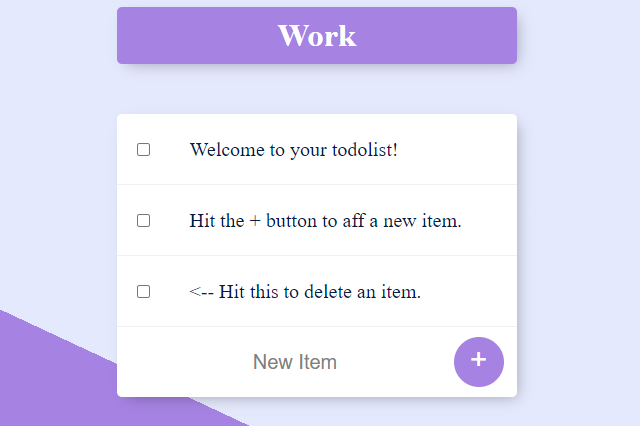 Work
Welcome to your todolist!
Hit the + button to aff a new item.
<-- Hit this to delete an item.
New Item
+